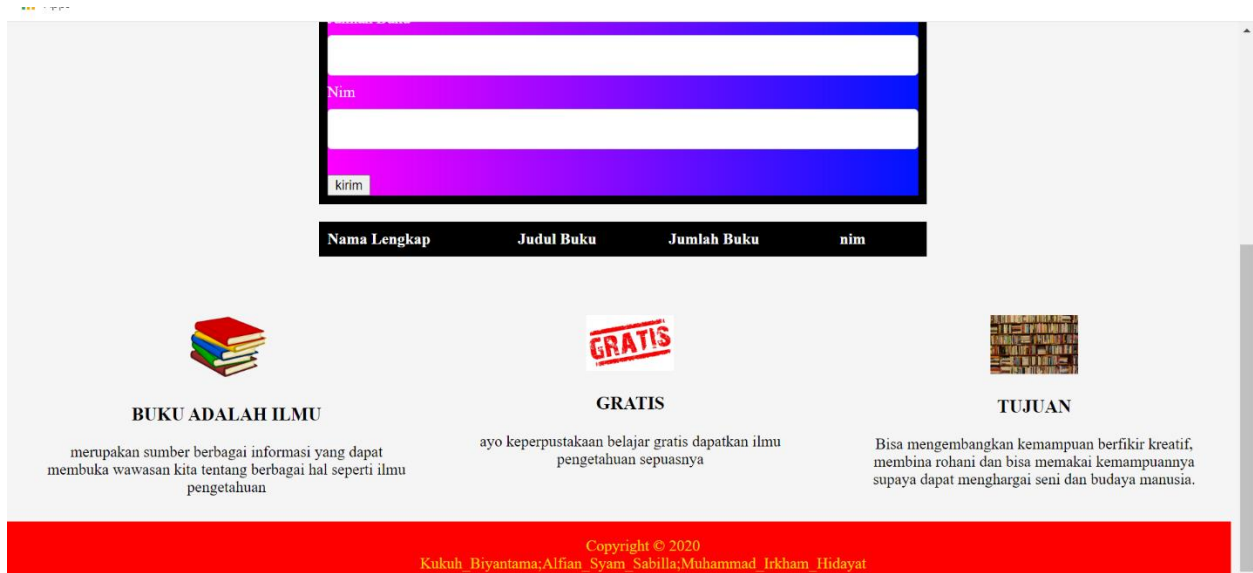 Nim
kirim
Nama Lengkap Judul Buku Jumlah Buku nim
GRATIS
BUKU ADALAH ILMU
merupakan sumber berbagai informasi yang dapat
membuka wawasan kita tentang berbagai hal seperti ilmu
pengetahuan
GRATIS
ayo keperpustakaan belajar gratis dapatkan ilmu
pengetahuan sepuasnya
TUJUAN
Bisa mengembangkan kemampuan berfikir kreatif,
membina rohani dan bisa memakai kemampuannya
supaya dapat menghargai seni dan budaya manusia.
Copyright © 2020
Kukuh_Biyantama;Alfian_Syam_Sabilla;Muhammad_Irkham_Hidayat